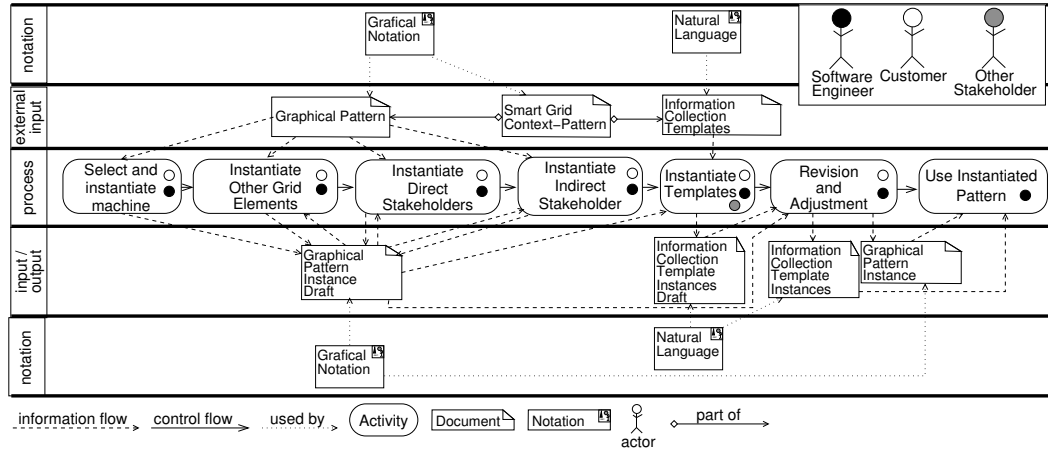 notation
Grafical
Notation
Natural
Language
Software
Engineer
Customer
Other
Stakeholder
external
input
Graphical Pattern
Smart Grid
Context−Pattern
Information
Collection
Templates
process
Select and
instantiate
machine
Instantiate
Other Grid
Elements
Instantiate
Direct
Stakeholders
Instantiate
Indirect
Stakeholder
Instantiate
Templates
Revision
and
Adjustment
Use Instantiated
Pattern
input /
output
Graphical
Pattern
Instance
Draft
Information
Collection
Template
Instances
Draft
Information
Collection
Template
Instances
Graphical
Pattern
Instance
notation
Grafical
Notation
Natural
Language
information flow
control flow
used by
Activity
Document
Notation
actor
part of